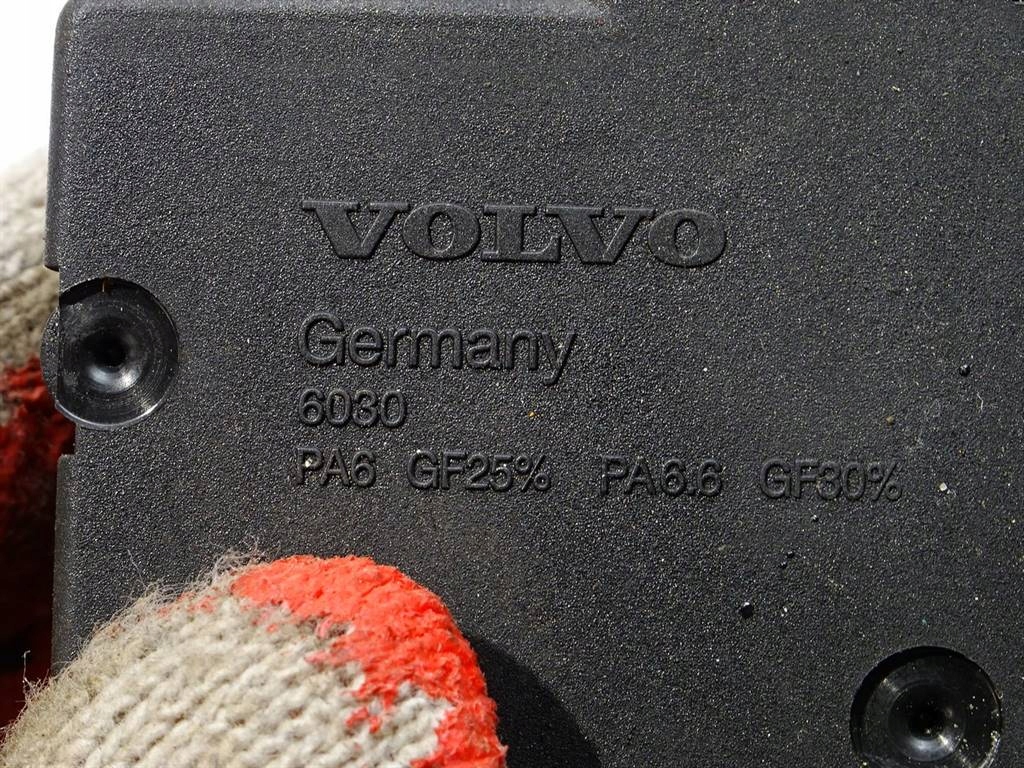 VOLVO
Germany
6030
PA6 GF25% PA6.6 GF30%